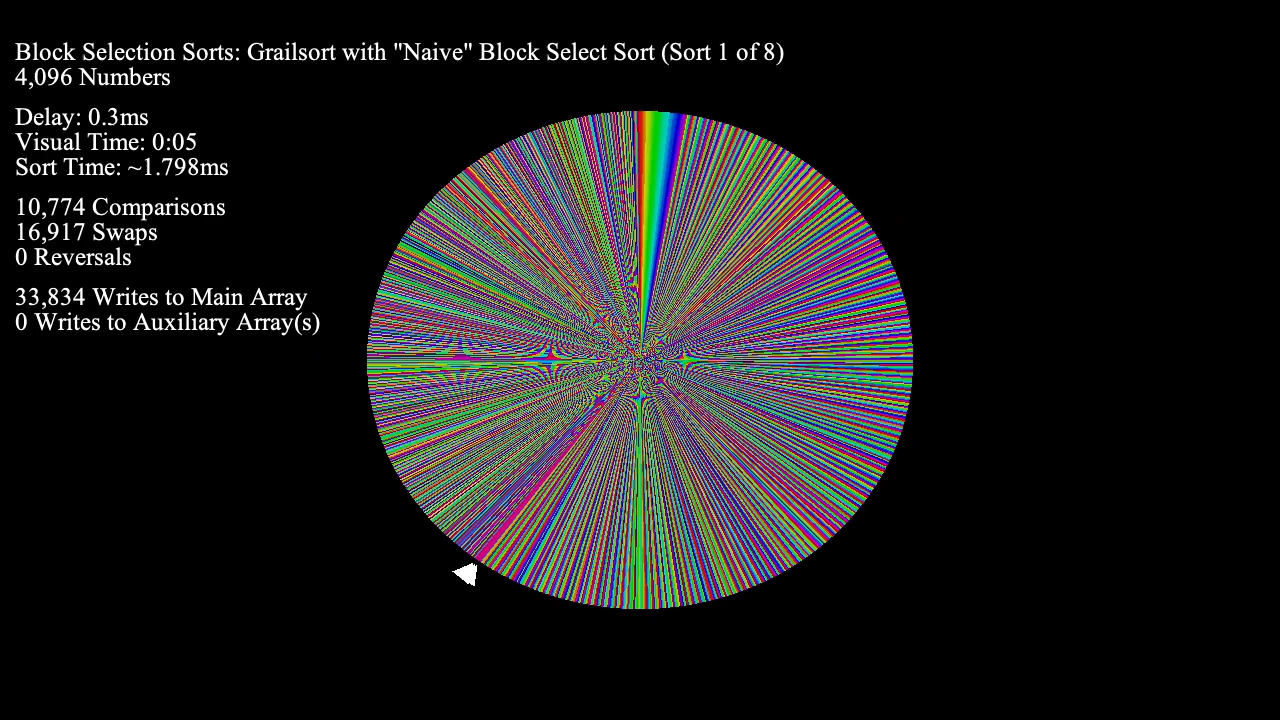 Block Selection Sorts: Grailsort with "Naive" Block Select Sort (Sort 1 of 8)
4,096 Numbers
Delay: 0.3ms
Visual Time: 0:05
Sort Time: ~1.798ms
10,774 Comparisons
16,917 Swaps
0 Reversals
33,834 Writes to Main Array
0 Writes to Auxiliary Array(s)